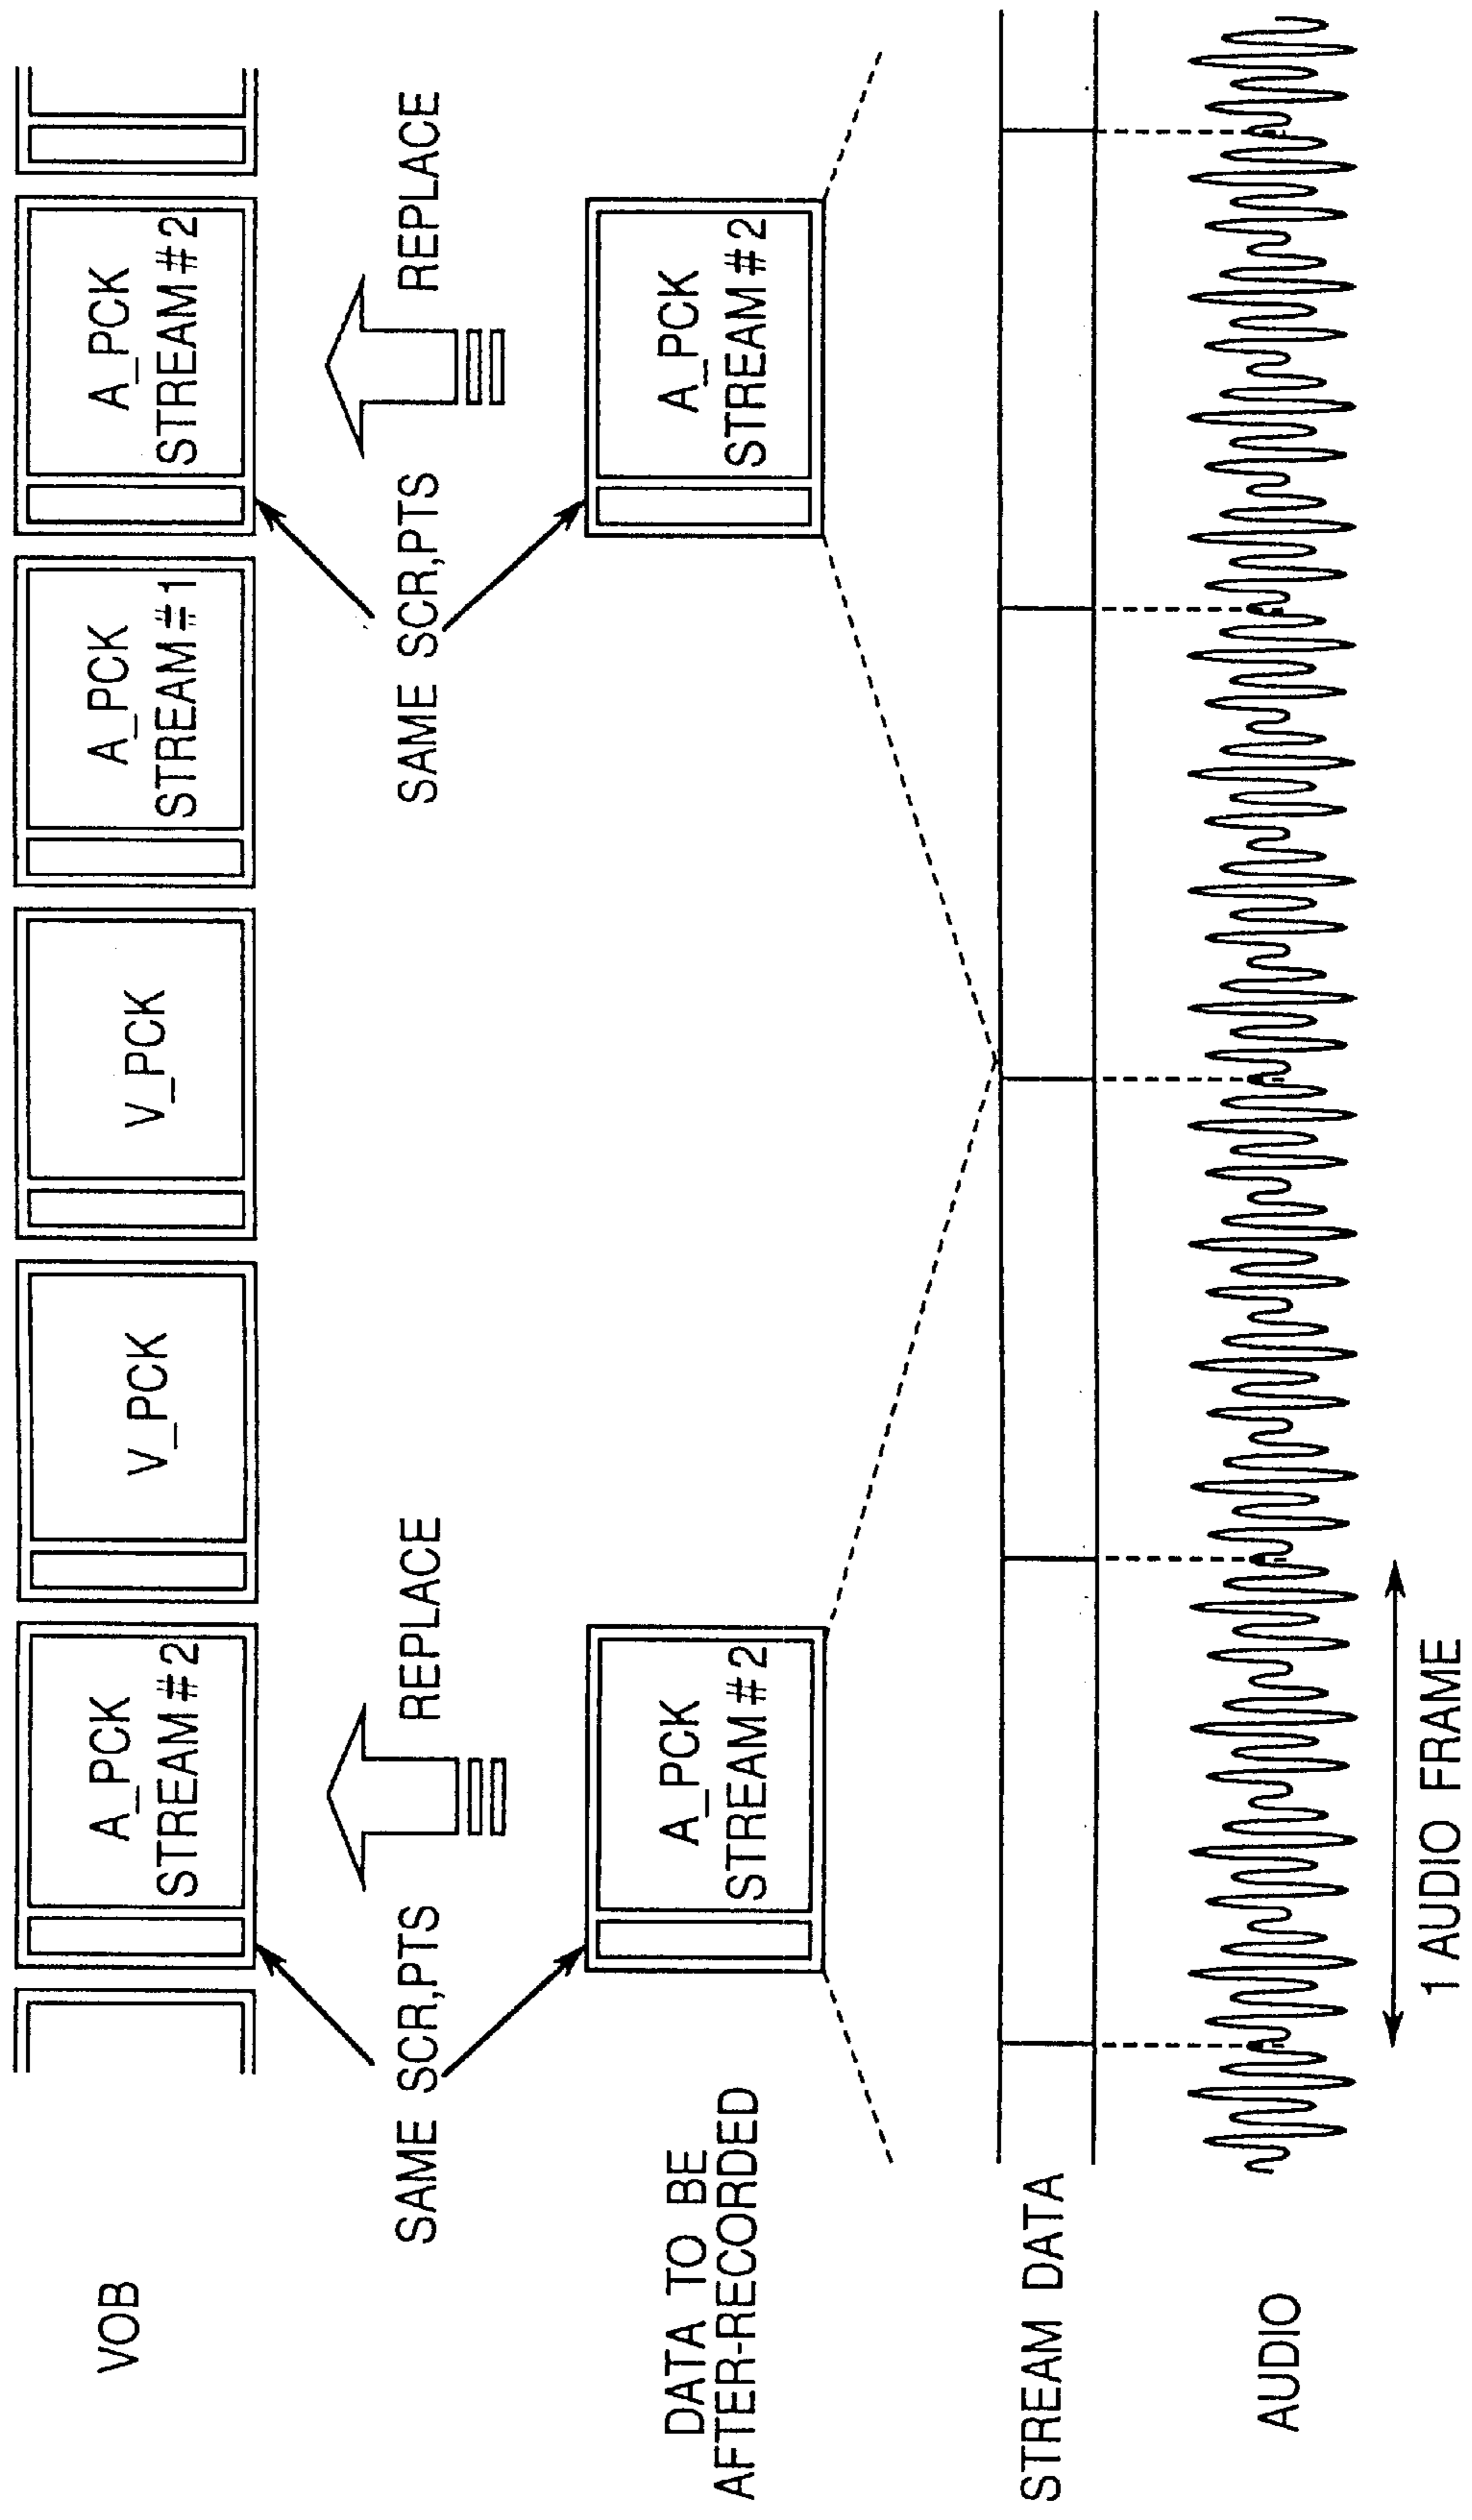 VOB
A_PCK
STREAM#2
V_PCK
V_PCK
A_PCK
STREAM#1
A_PCK
STREAM#2
SAME SCR,PTS
REPLACE
SAME SCR,PTS
REPLACE
DATA TO BE
AFTER-RECORDED
A_PCK
STREAM#2
A_PCK
STREAM#2
STREAM DATA
AUDIO
1 AUDIO FRAME